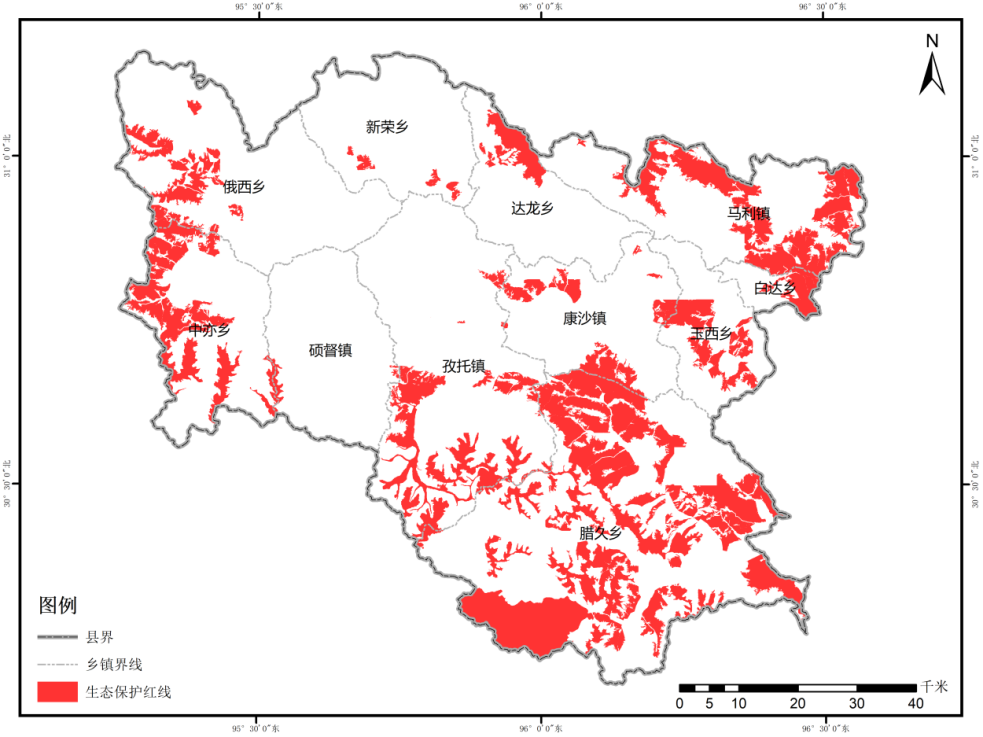 95° 30′0″东
96° 0′0″东
96° 30′0″东
N
31° 0′0″北
31° 0′0″北
新荣乡
俄西乡
达龙乡
马利镇
白达乡
康沙镇
玉西乡
中亦乡
硕督镇
孜托镇
30° 30′0″北
30° 30′0″北
腊久乡
图例
县界
乡镇界线
生态保护红线
千米
0 5 10 20 30 40
95° 30′0″东
96° 0′0″东
96° 30′0″东